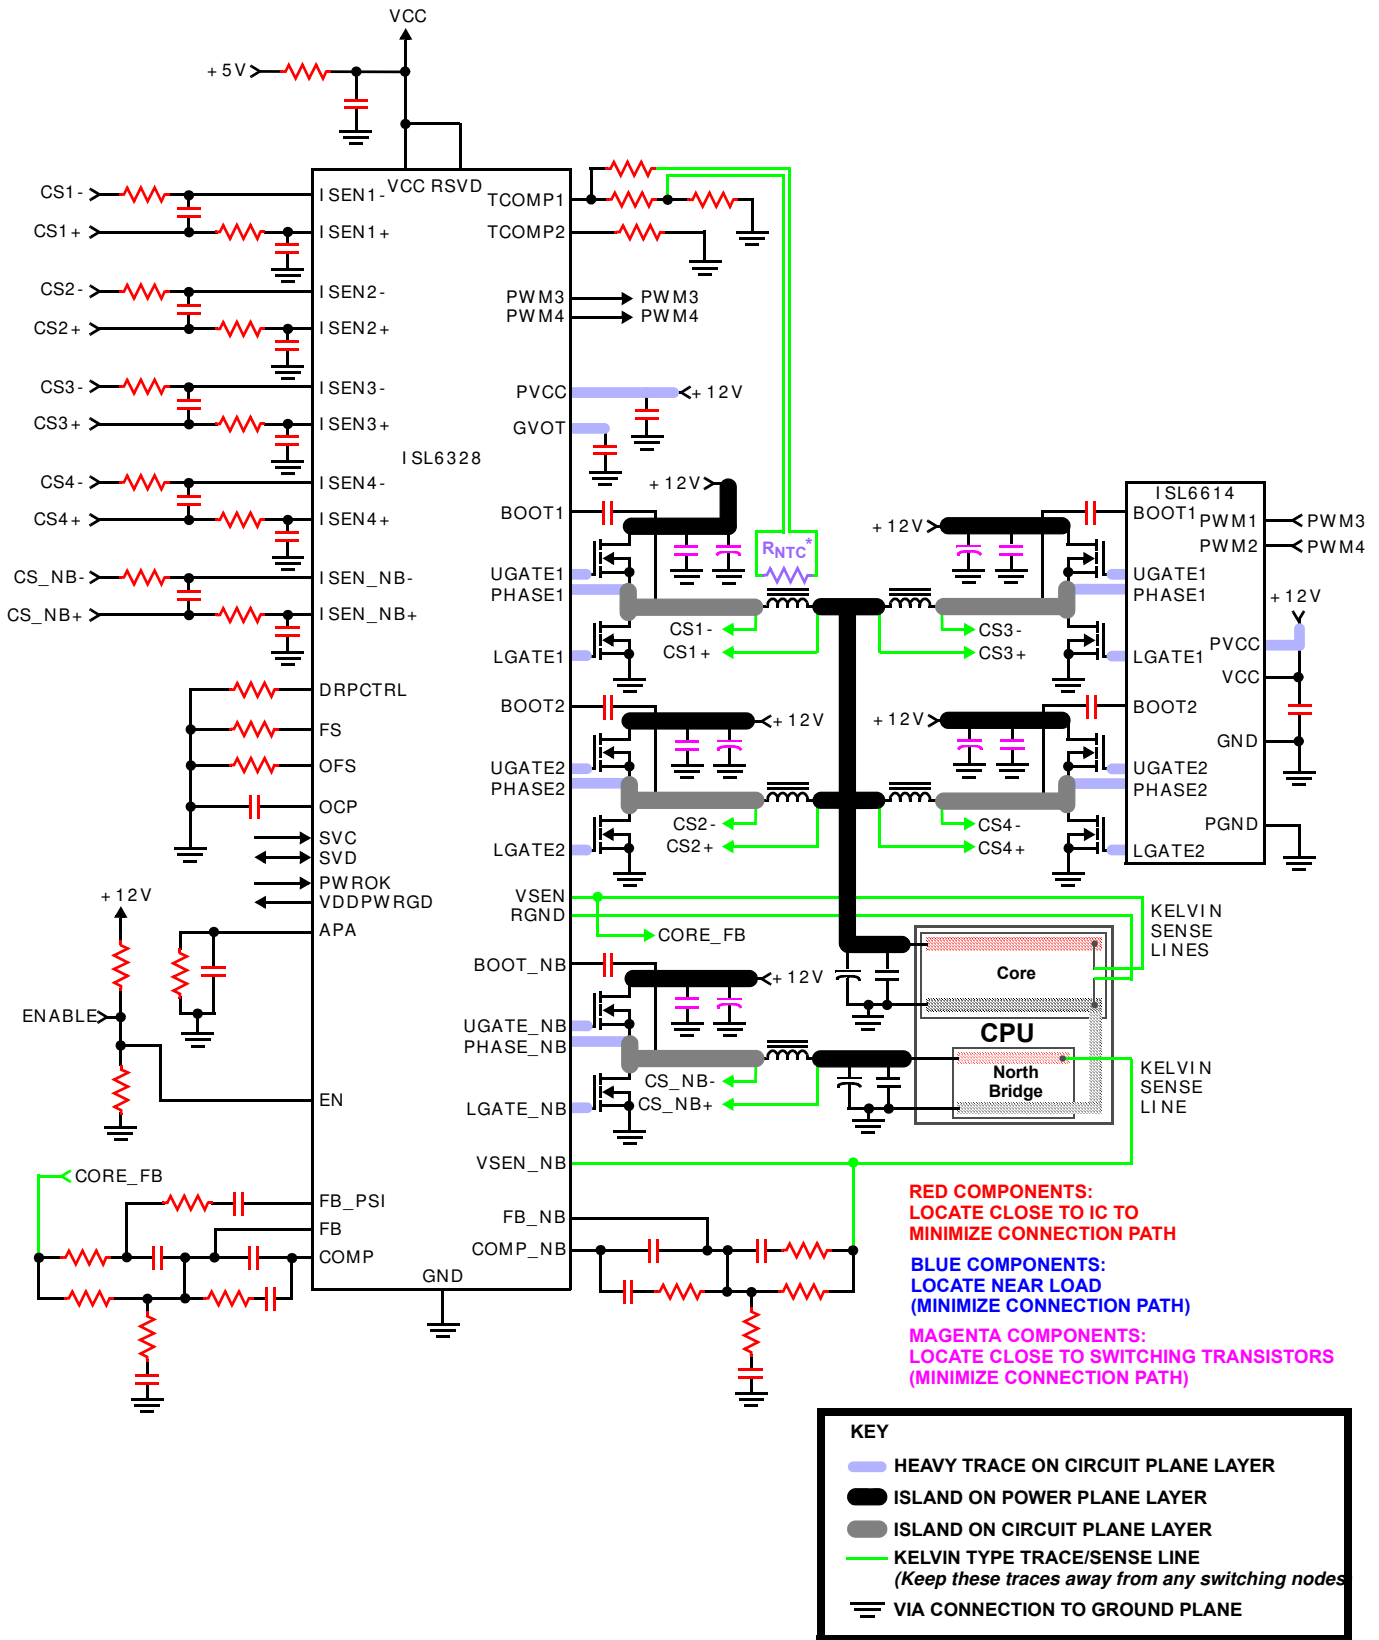 VCC
+5V
VCC RSVD
CS1-
ISEN1-
CS1+
ISEN1+
CS2-
ISEN2-
CS2+
ISEN2+
CS3-
ISEN3-
CS3+
ISEN3+
ISL6328
CS4-
ISEN4-
CS4+
ISEN4+
CS_NB-
ISEN_NB-
CS_NB+
ISEN_NB+
DRPCTRL
FS
OFS
OCP
SVC
SVD
PWROK
VDDPWRGD
+12V
APA
ENABLE
EN
CORE_FB
FB_PSI
FB
COMP
GND
TCOMP1
TCOMP2
PWM3
PWM3
PWM4
PWM4
PVCC
+12V
GVOT
+12V
BOOT1
RNTC*
UGATE1
PHASE1
CS1-
CS1+
LGATE1
BOOT2
+12V
UGATE2
PHASE2
CS2-
CS2+
LGATE2
VSEN
RGND
CORE_FB
BOOT_NB
+12V
UGATE_NB
PHASE_NB
CS_NB-
CS_NB+
LGATE_NB
VSEN_NB
FB_NB
COMP_NB
ISL6614
+12V
BOOT1
PWM1
PWM3
PWM2
PWM4
UGATE1
PHASE1
+12V
CS3-
CS3+
PVCC
LGATE1
VCC
BOOT2
+12V
GND
UGATE2
PHASE2
CS4-
CS4+
PGND
LGATE2
KELVIN
SENSE
LINES
Core
CPU
North
Bridge
KELVIN
SENSE
LINE
RED COMPONENTS:
LOCATE CLOSE TO IC TO
MINIMIZE CONNECTION PATH
BLUE COMPONENTS:
LOCATE NEAR LOAD
(MINIMIZE CONNECTION PATH)
MAGENTA COMPONENTS:
LOCATE CLOSE TO SWITCHING TRANSISTORS
(MINIMIZE CONNECTION PATH)
KEY
HEAVY TRACE ON CIRCUIT PLANE LAYER
ISLAND ON POWER PLANE LAYER
ISLAND ON CIRCUIT PLANE LAYER
KELVIN TYPE TRACE/SENSE LINE
(Keep these traces away from any switching nodes
VIA CONNECTION TO GROUND PLANE